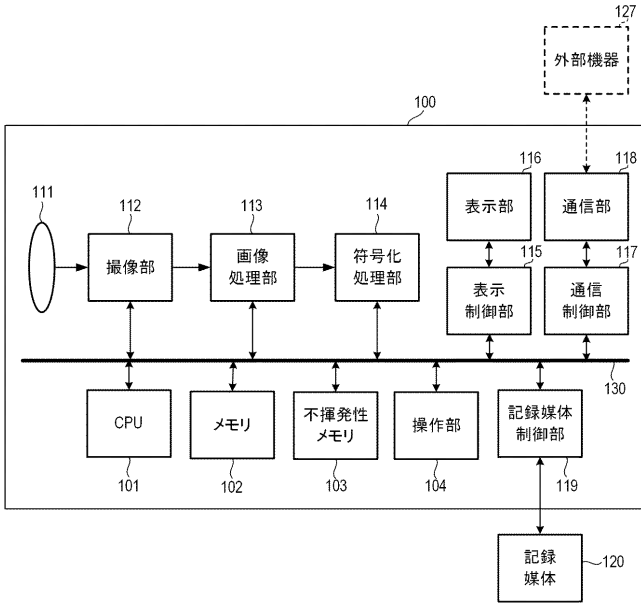 127
外部機器
100
111
112
撮像部
113
画像
処理部
114
符号化
処理部
116
表示部
118
通信部
115
表示
制御部
117
通信
制御部
130
CPU
101
メモリ
102
不揮発性
メモリ
103
操作部
104
記録媒体
制御部
119
記録
媒体
120